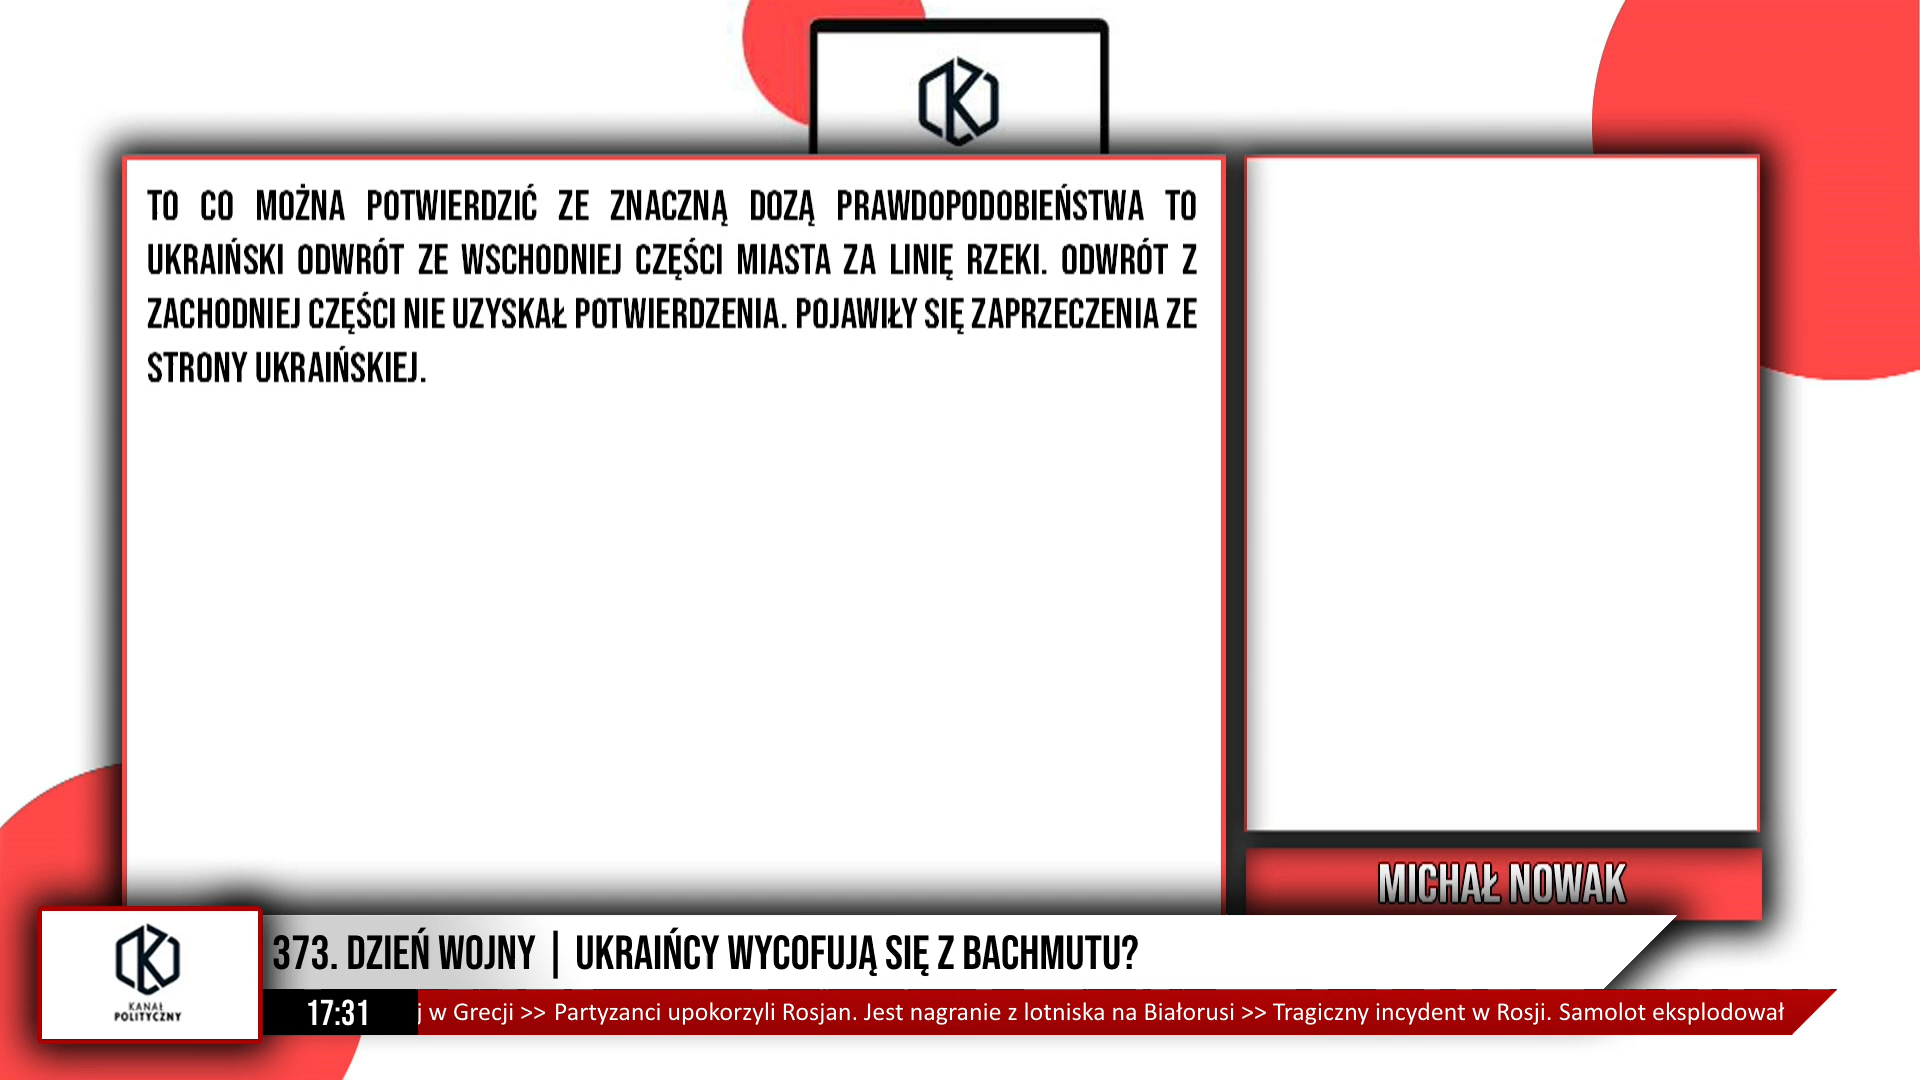 TO CO MOŻNA POTWIERDZIĆ ZE ZNACZNĄ DOZĄ PRAWDOPODOBIEŃSTWA TO
UKRAIŃSKI ODWRÓT ZE WSCHODNIEJ CZĘŚCI MIASTA ZA LINIĘ RZEKI. ODWRÓT Z
ZACHODNIEJ CZĘŚCI NIE UZYSKAŁ POTWIERDZENIA. POJAWIŁY SIĘ ZAPRZECZENIA ZE
STRONY UKRAIŃSKIEJ.
MICHAŁ NOWAK
373. DZIEŃ WOJNY | UKRAIŃCY WYCOFUJĄ SIĘ Z BACHMUTU?
KANAŁ
POLITYCZNY
17:31
j w Grecji >> Partyzanci upokorzyli Rosjan. Jest nagranie z lotniska na Białorusi >> Tragiczny incydent w Rosji. Samolot eksplodował